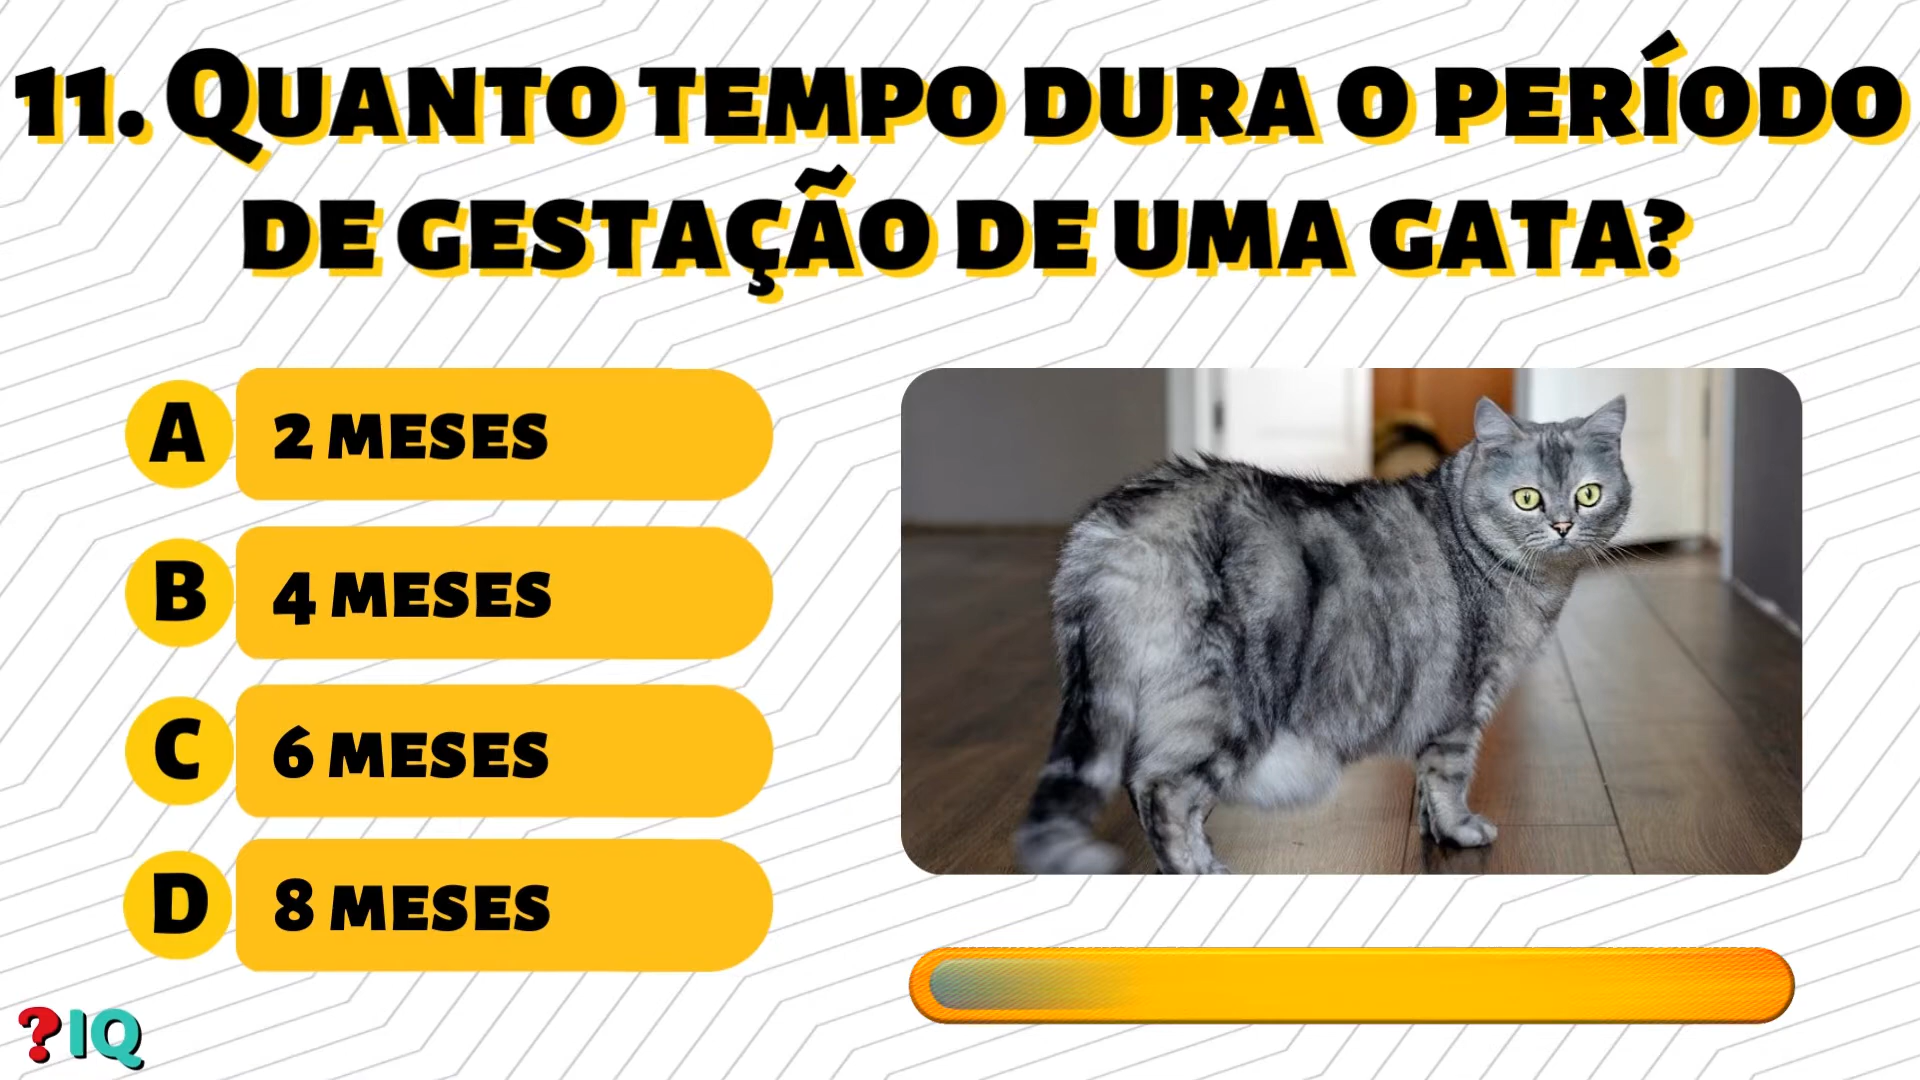 11. QUANTO TEMPO DURA O PERÍODO
DE GESTAÇÃO DE UMA GATA?
A 2 MESES
B 4 MESES
C 6 MESES
D 8 MESES
?IQ